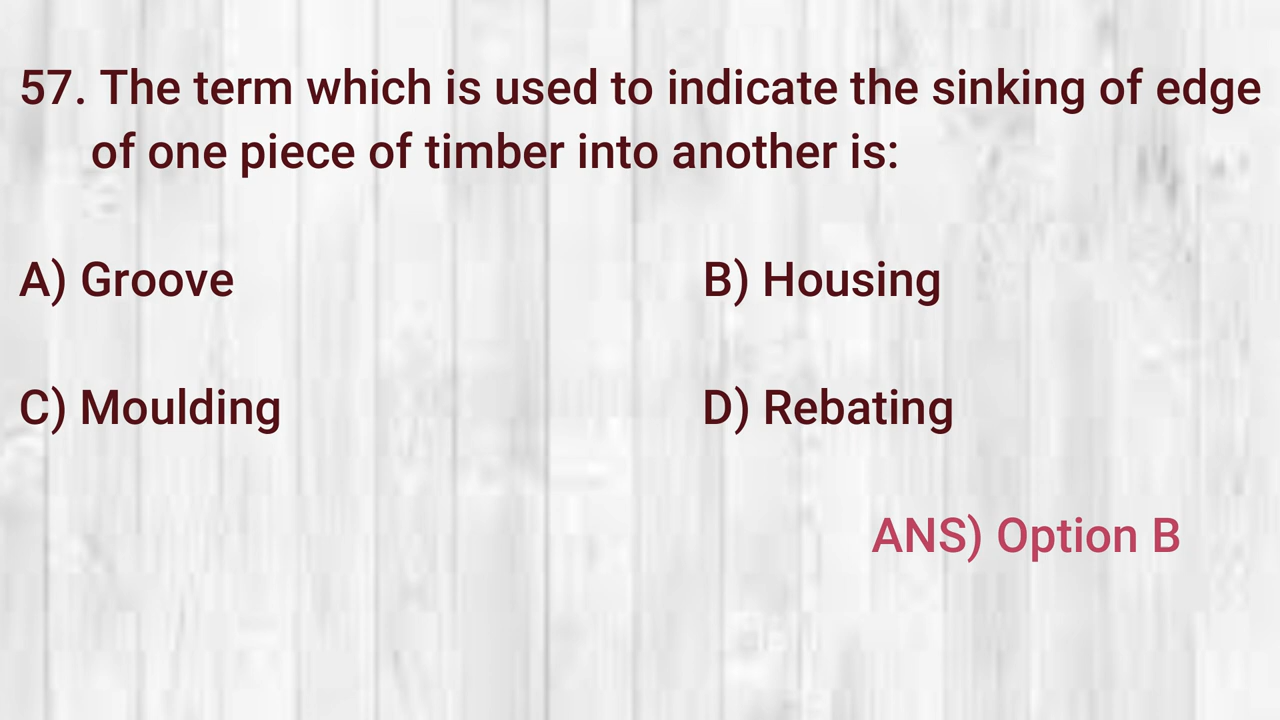 57. The term which is used to indicate the sinking of edge
of one piece of timber into another is:
A) Groove B) Housing
C) Moulding D) Rebating
ANS) Option B